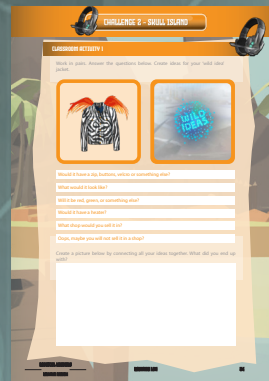 CHALLENGE 2 - SKULL ISLAND
CLASSROOM ACTIVITY 1
Work in pairs. Answer the questions below. Create ideas for your 'wild idea'
jacket.
WILD
IDEAS
Would it have a zip, buttons, velcro or something else?
What would it look like?
Will it be red, green, or something else?
Would it have a heater?
What shop would you sell it in?
Oops, maybe you will not sell it in a shop?
Create a picture below by connecting all your ideas together. What did you end up
with?